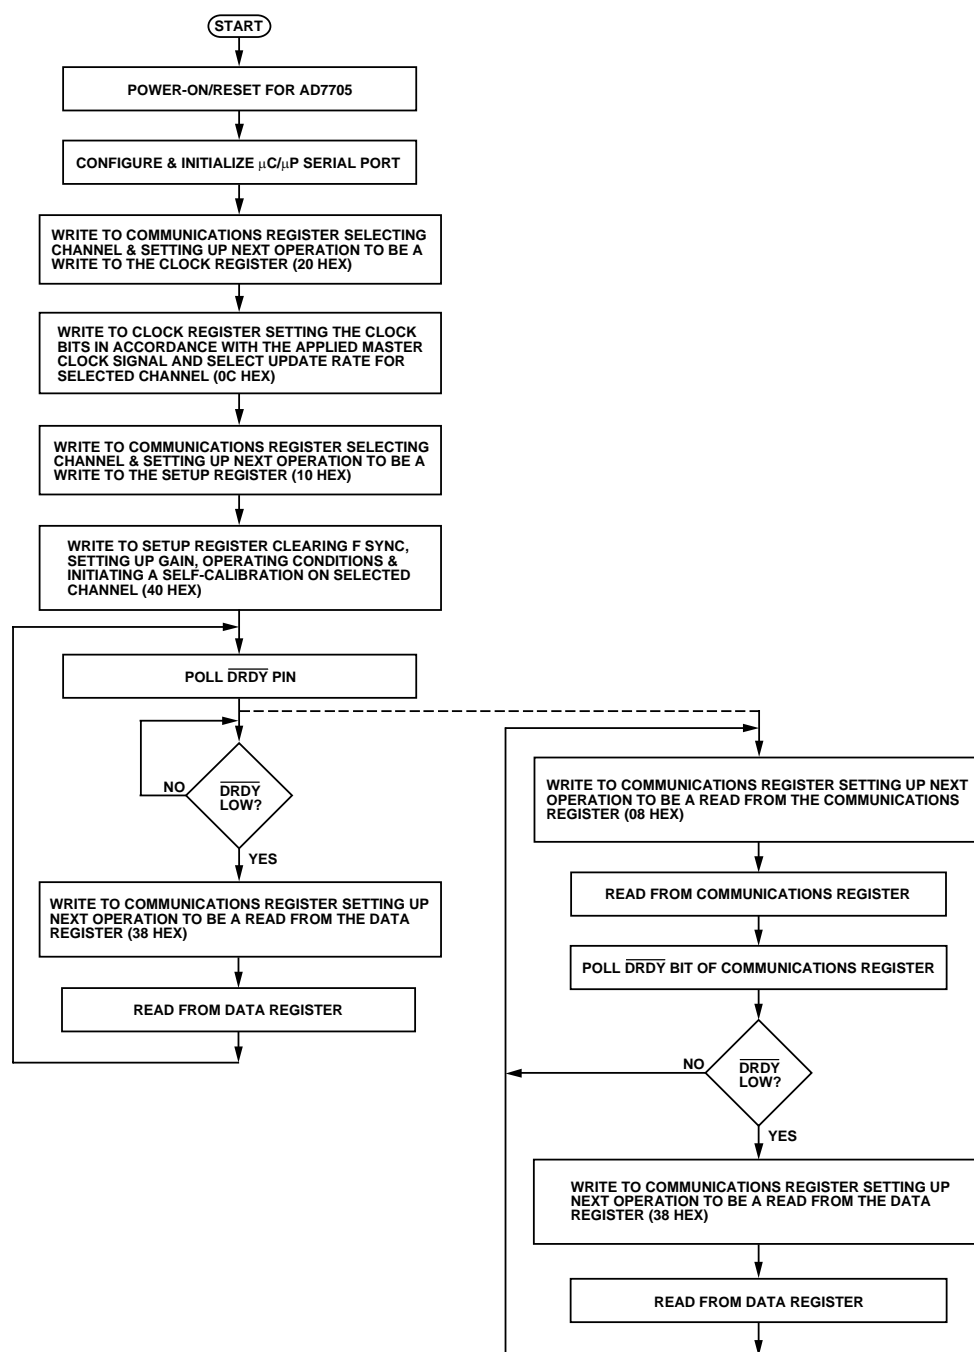 START
POWER-ON/RESET FOR AD7705
CONFIGURE & INITIALIZE μC/μP SERIAL PORT
WRITE TO COMMUNICATIONS REGISTER SELECTING
CHANNEL & SETTING UP NEXT OPERATION TO BE A
WRITE TO THE CLOCK REGISTER (20 HEX)
WRITE TO CLOCK REGISTER SETTING THE CLOCK
BITS IN ACCORDANCE WITH THE APPLIED MASTER
CLOCK SIGNAL AND SELECT UPDATE RATE FOR
SELECTED CHANNEL (0C HEX)
WRITE TO COMMUNICATIONS REGISTER SELECTING
CHANNEL & SETTING UP NEXT OPERATION TO BE A
WRITE TO THE SETUP REGISTER (10 HEX)
WRITE TO SETUP REGISTER CLEARING F SYNC,
SETTING UP GAIN, OPERATING CONDITIONS &
INITIATING A SELF-CALIBRATION ON SELECTED
CHANNEL (40 HEX)
POLL DRDY PIN
DRDY
LOW?
NO
YES
WRITE TO COMMUNICATIONS REGISTER SETTING UP
NEXT OPERATION TO BE A READ FROM THE DATA
REGISTER (38 HEX)
READ FROM DATA REGISTER
WRITE TO COMMUNICATIONS REGISTER SETTING UP NEXT
OPERATION TO BE A READ FROM THE COMMUNICATIONS
REGISTER (08 HEX)
READ FROM COMMUNICATIONS REGISTER
POLL DRDY BIT OF COMMUNICATIONS REGISTER
DRDY
LOW?
NO
YES
WRITE TO COMMUNICATIONS REGISTER SETTING UP
NEXT OPERATION TO BE A READ FROM THE DATA
REGISTER (38 HEX)
READ FROM DATA REGISTER